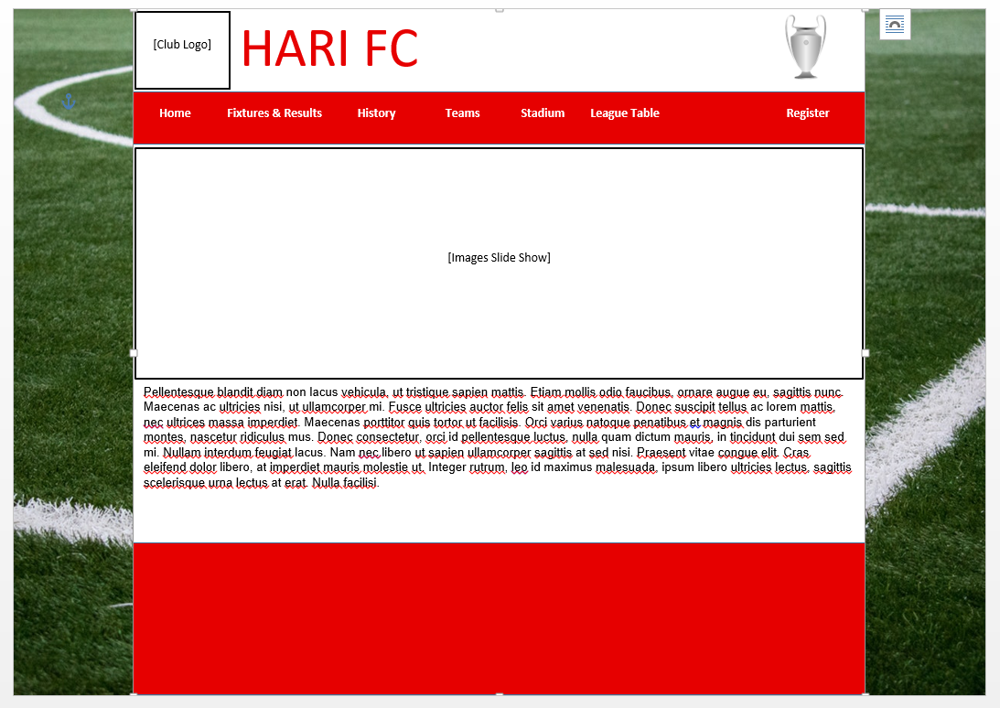 [Club Logo]
HARI FC
Home Fixtures & Results History Teams Stadium League Table Register
[Images Slide Show]
Pellentesque blandit diam non lacus vehicula, ut tristique sapien mattis. Etiam mollis odio faucibus, ornare augue eu, sagittis nunc.
Maecenas ac ultricies nisi, ut ullamcorper mi. Fusce ultricies auctor felis sit amet venenatis. Donec suscipit tellus ac lorem mattis,
nec ultrices massa imperdiet. Maecenas porttitor quis tortor ut facilisis. Orci varius natoque penatibus et magnis dis parturient
montes, nascetur ridiculus mus. Donec consectetur, orci id pellentesque luctus, nulla quam dictum mauris, in tincidunt dui sem sed
mi. Nullam interdum feugiat lacus. Nam nec libero ut sapien ullamcorper sagittis at sed nisi. Praesent vitae congue elit. Cras
eleifend dolor libero, at imperdiet mauris molestie ut. Integer rutrum, leo id maximus malesuada, ipsum libero ultricies lectus, sagittis
scelerisque urna lectus at erat. Nulla facilisi.